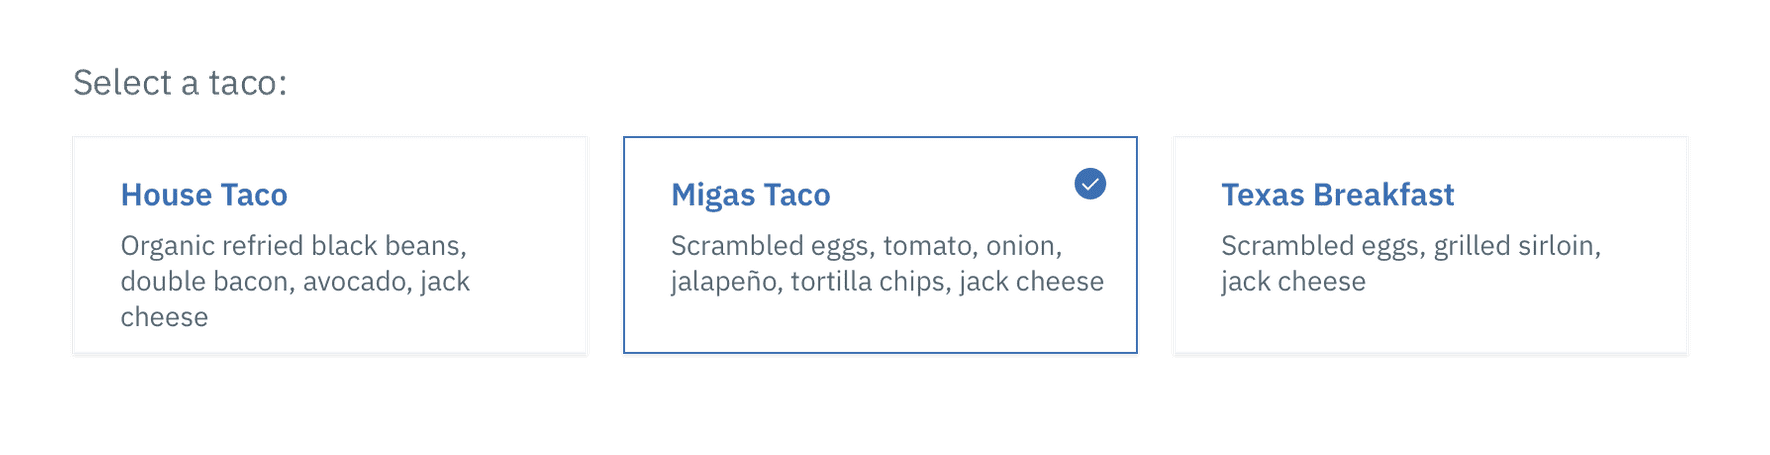 Select a taco:
House Taco
Organic refried black beans,
double bacon, avocado, jack
cheese
Migas Taco
Scrambled eggs, tomato, onion,
jalapeño, tortilla chips, jack cheese
Texas Breakfast
Scrambled eggs, grilled sirloin,
jack cheese